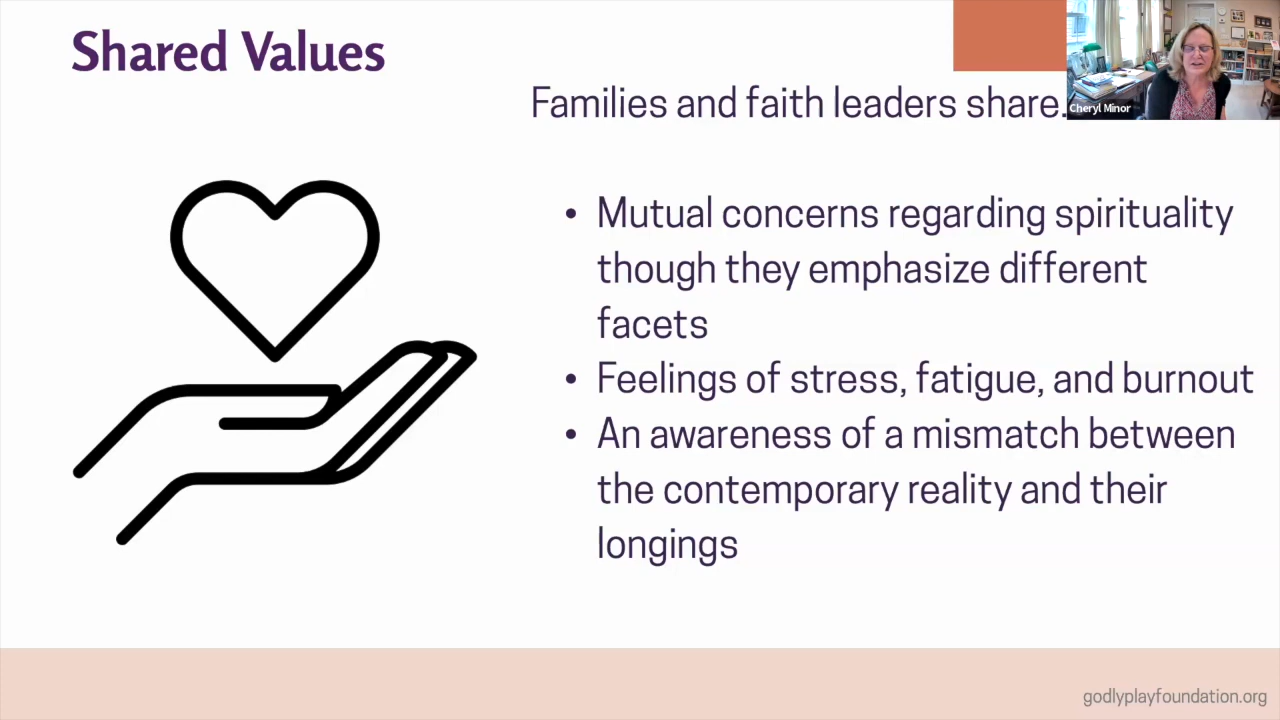 Shared Values
Families and faith leaders share.
Cheryl Minor
• Mutual concerns regarding spirituality
though they emphasize different
facets
• Feelings of stress, fatigue, and burnout
• An awareness of a mismatch between
the contemporary reality and their
longings
godlyplayfoundation.org